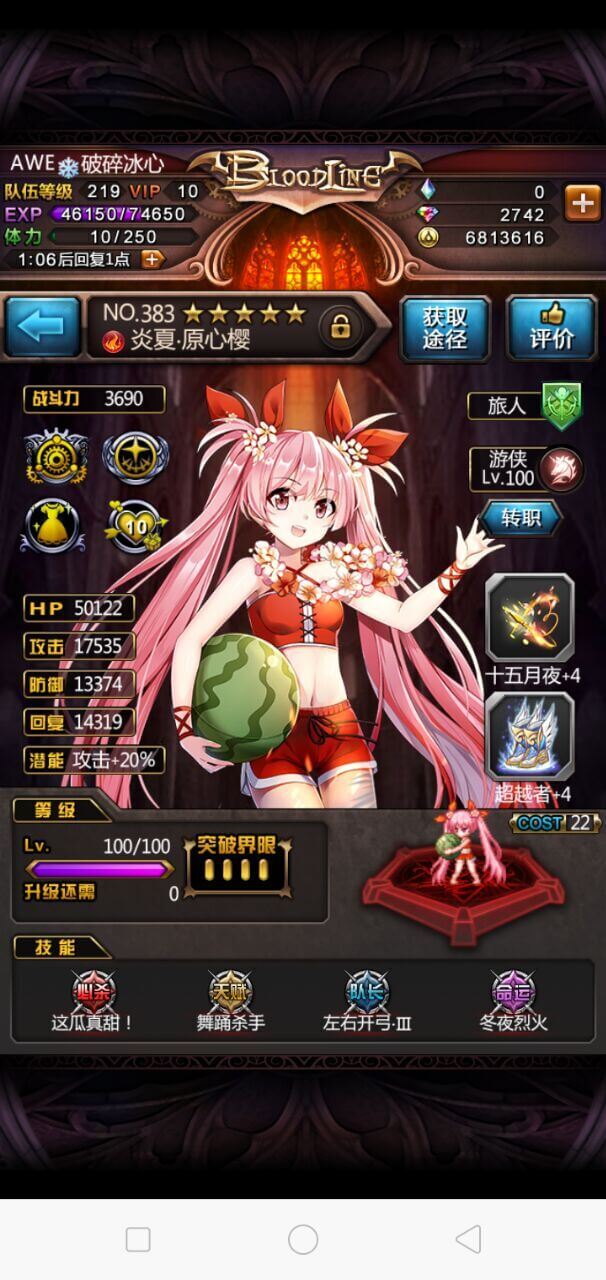 AWE❄破碎冰心
BLOODLINE
队伍等级 219 VIP 10
0
EXP 46150/74650
2742
体力 10/250
6813616
1:06后回复1点
NO.383 ★★★★★
炎夏·原心樱
获取途径
评价
战斗力 3690
旅人
游侠
Lv.100
转职
10
HP 50122
攻击 17535
防御 13374
回复 14319
潜能 攻击+20%
十五月夜+4
超越者+4
COST 22
等级
Lv. 100/100
突破界限
升级还需 0
技能
必杀 天赋 队长 命运
这瓜真甜！ 舞踊杀手 左右开弓·III 冬夜烈火